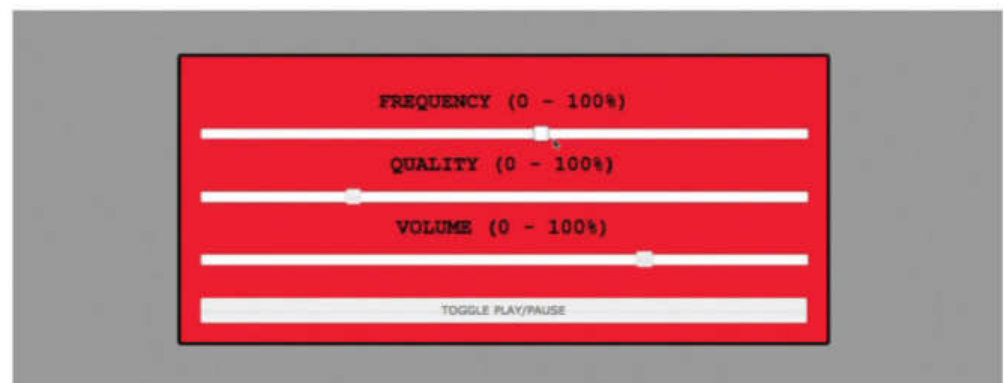 FREQUENCY (0 - 100%)
QUALITY (0 - 100%)
VOLUME (0 - 100%)
TOGGLE PLAY/PAUSE